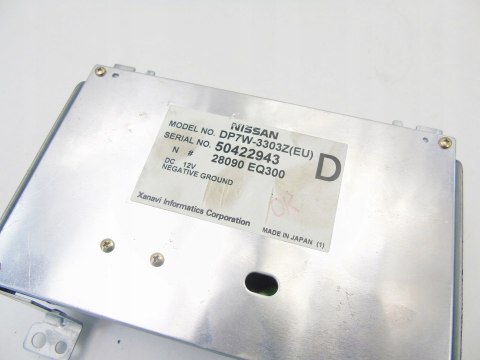 NISSAN
MODEL NO. DP7W-3303Z(EU)
SERIAL NO. 50422943
N # 28090 EQ300
DC 12V
NEGATIVE GROUND
D
Xanavi Informatics Corporation
MADE IN JAPAN (1)